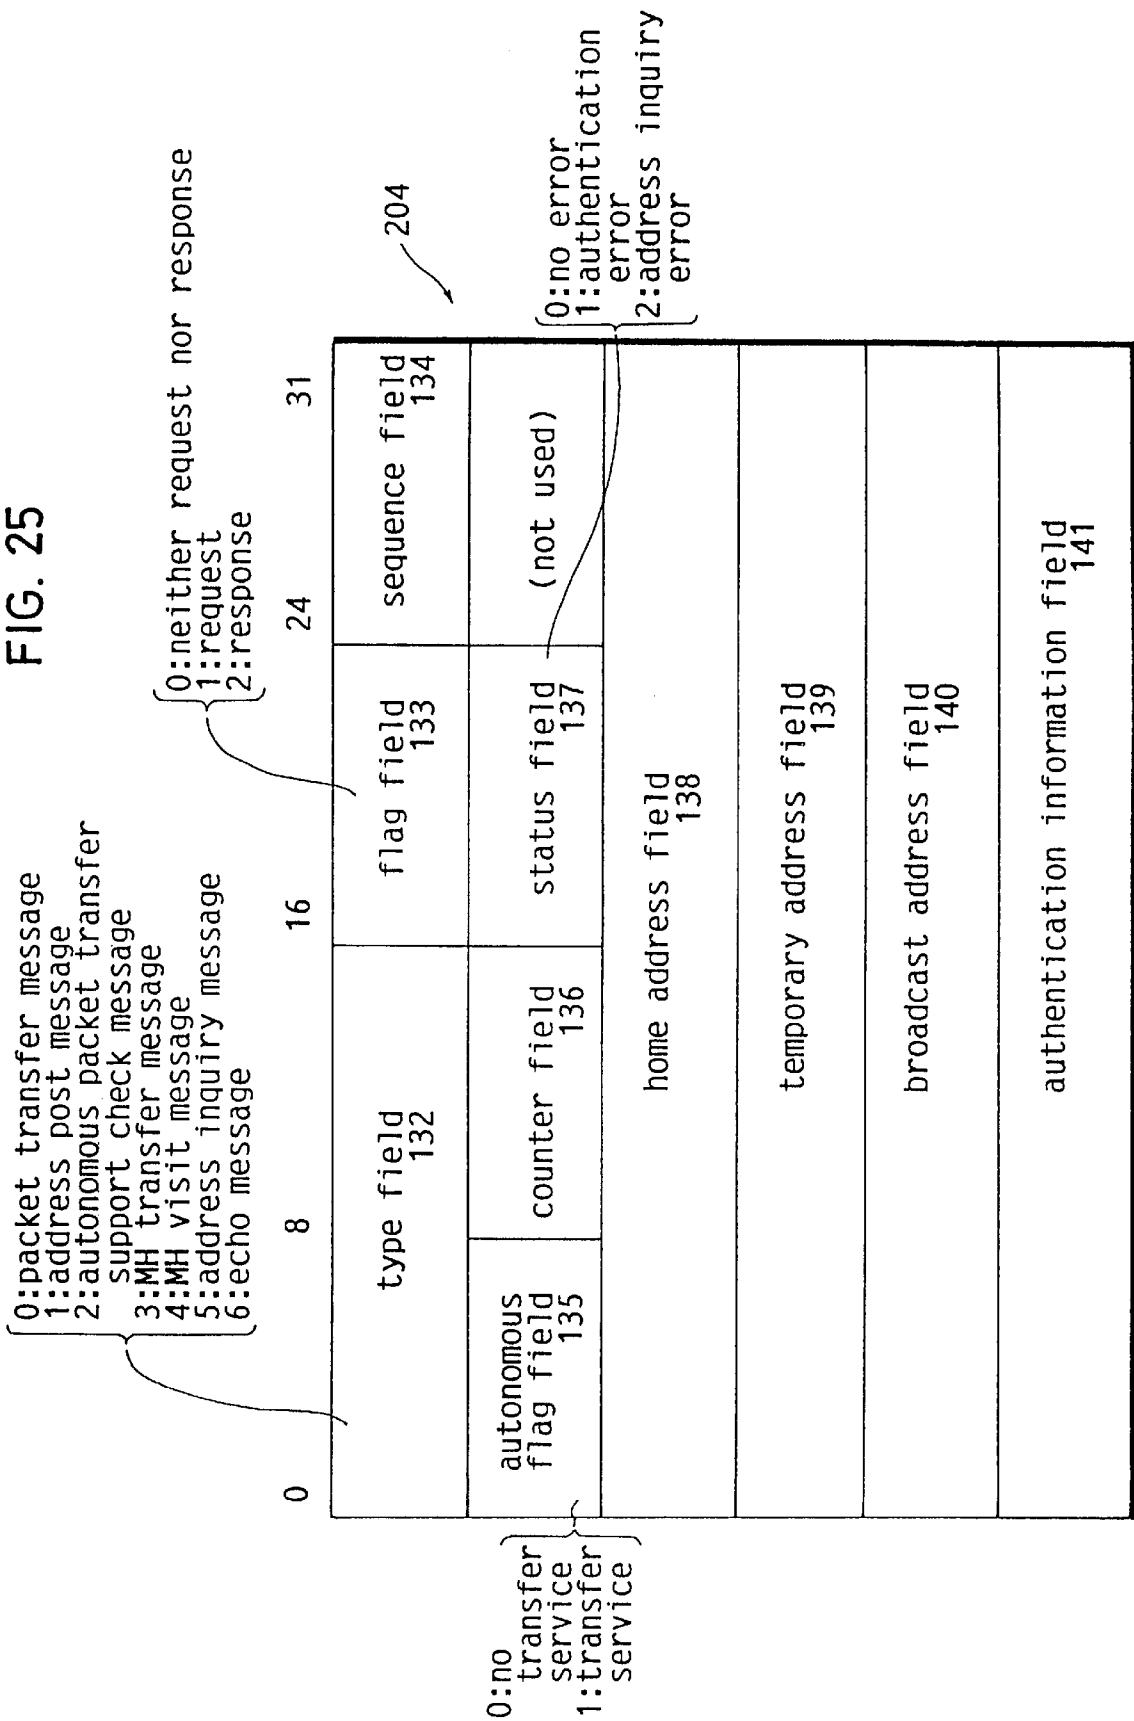 FIG. 25
0:packet transfer message
1:address post message
2:autonomous packet transfer
support check message
3:MH transfer message
4:MH visit message
5:address inquiry message
6:echo message
0:neither request nor response
1:request
2:response
204
0
8
16
24
31
type field
132
flag field
133
sequence field
134
0:no
transfer
service
1:transfer
service
autonomous
flag field
135
counter field
136
status field
137
(not used)
0:no error
1:authentication
error
2:address inquiry
error
home address field
138
temporary address field
139
broadcast address field
140
authentication information field
141